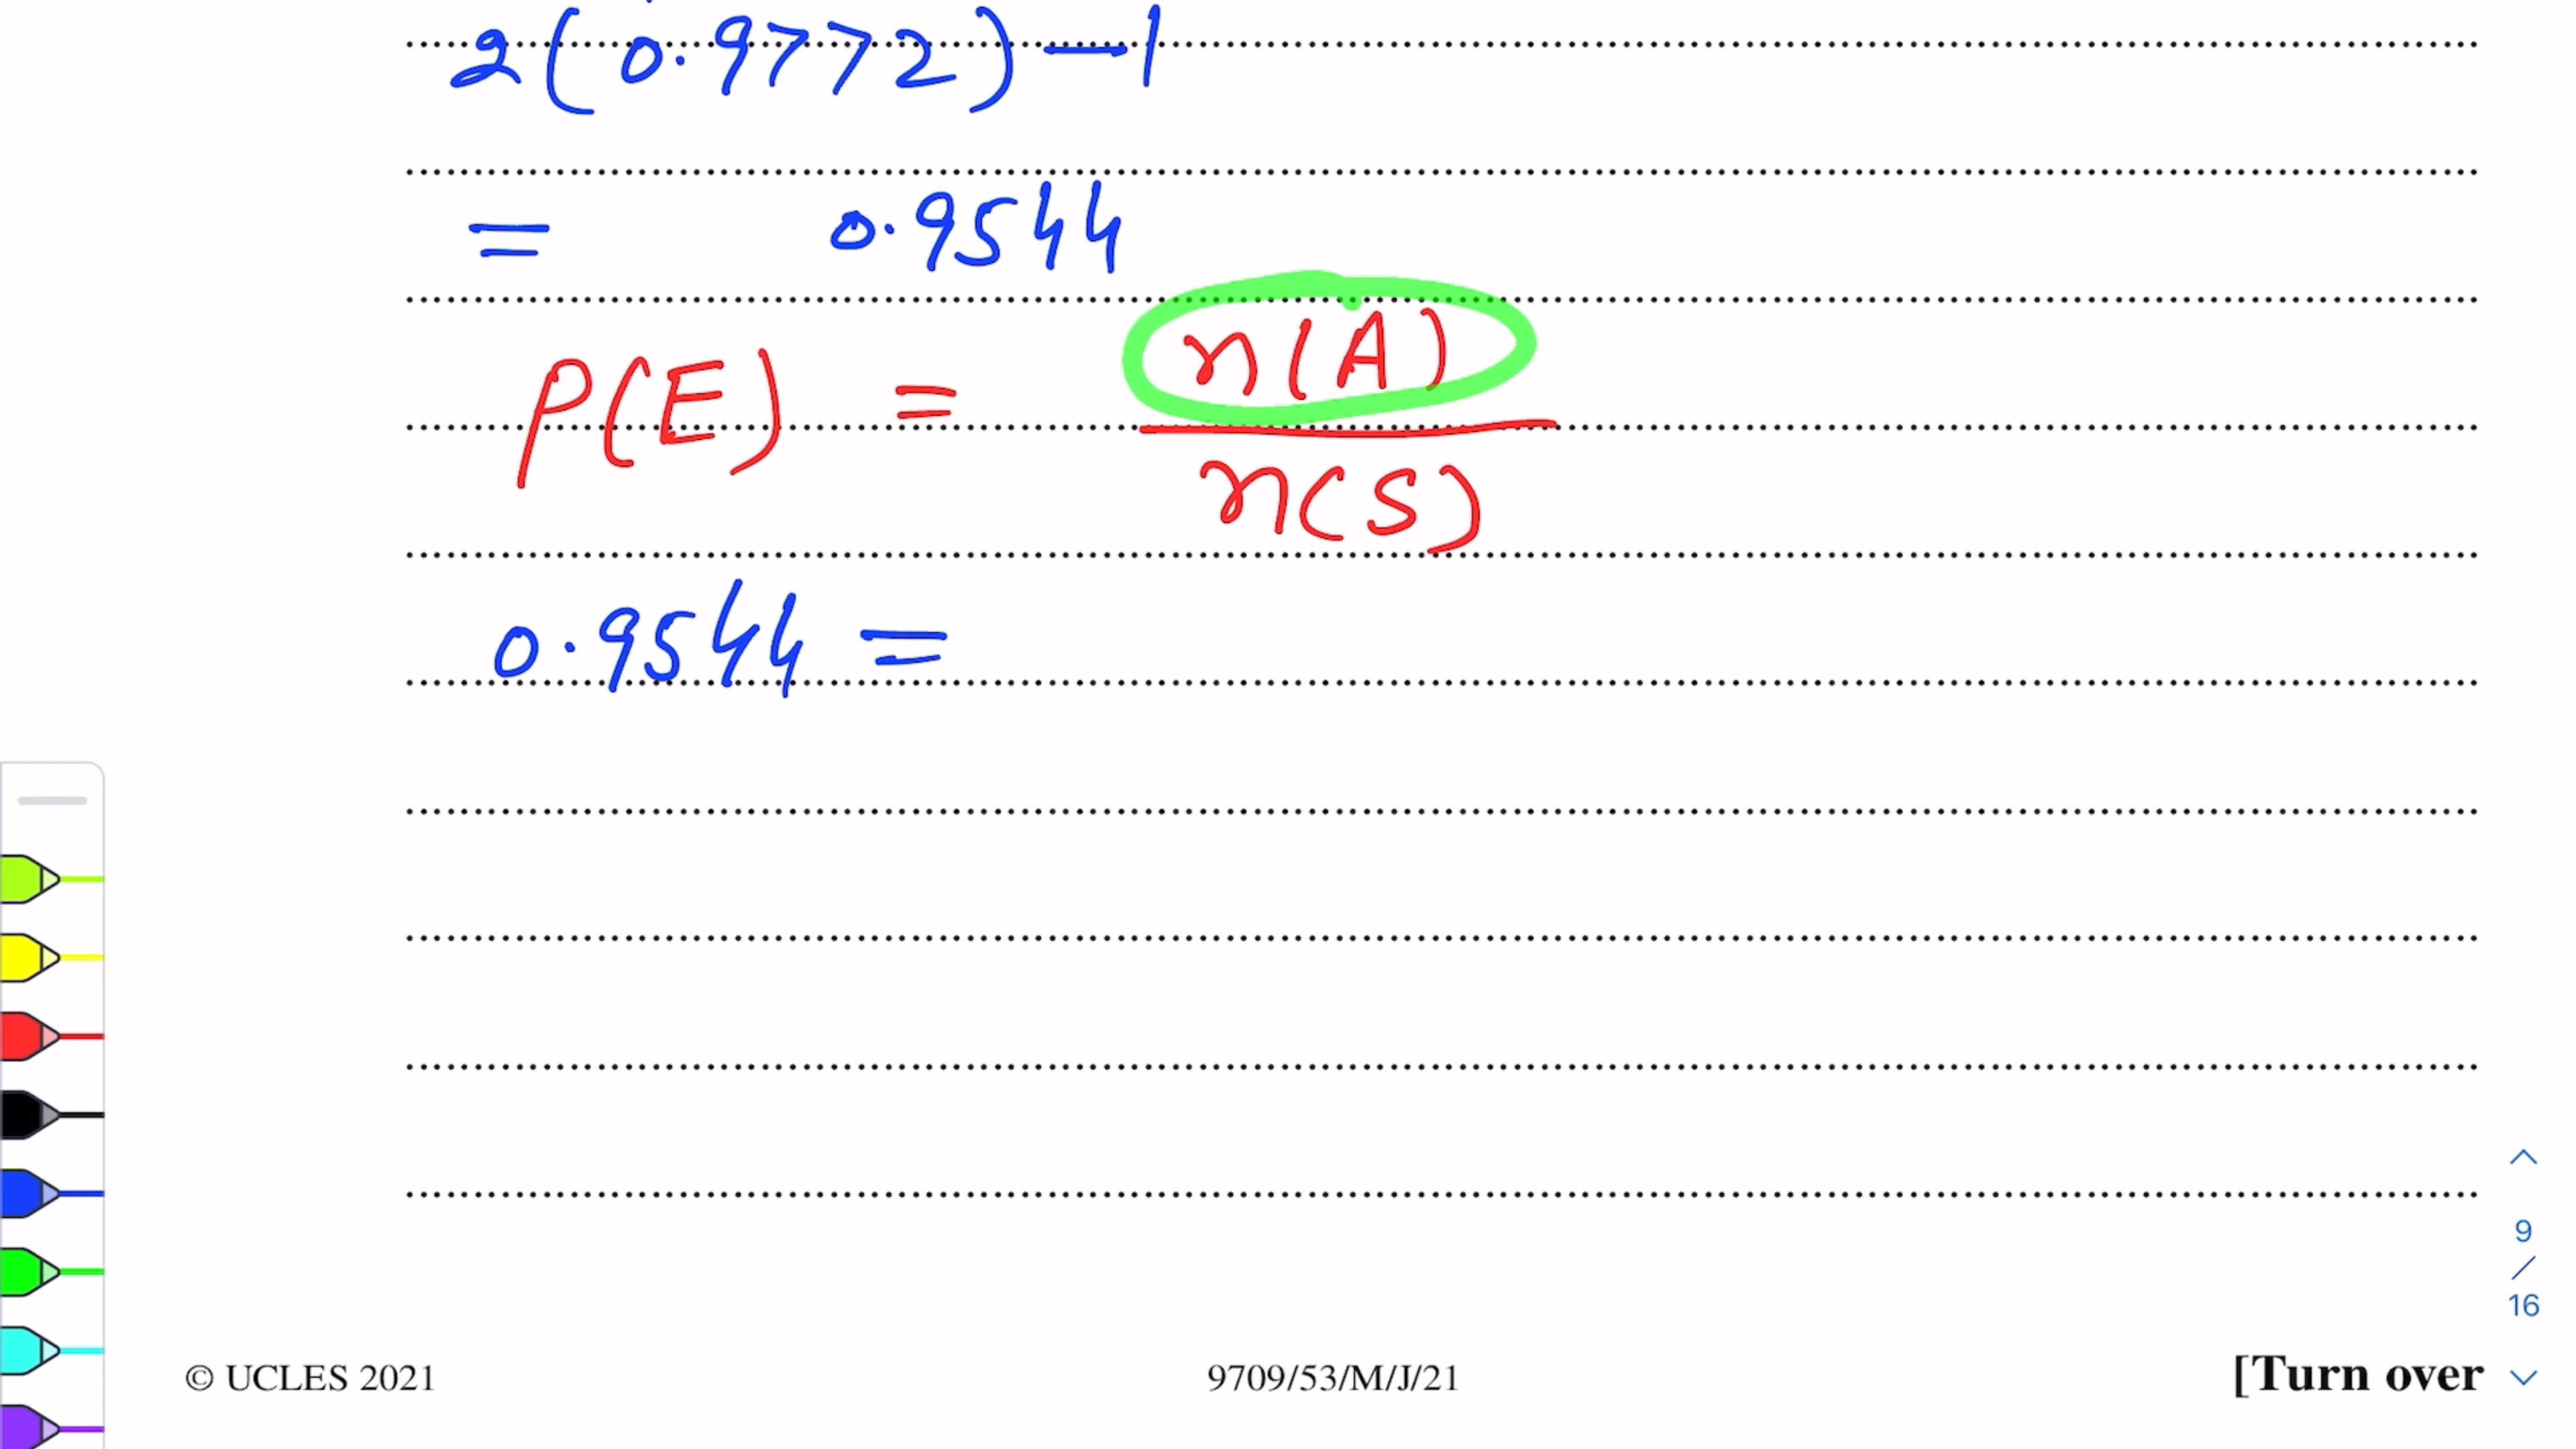 2(0.9772)-1
= 0.9544
P(E) = n(A)
n(S)
0.9544 =
9
/
16
© UCLES 2021 9709/53/M/J/21 [Turn over